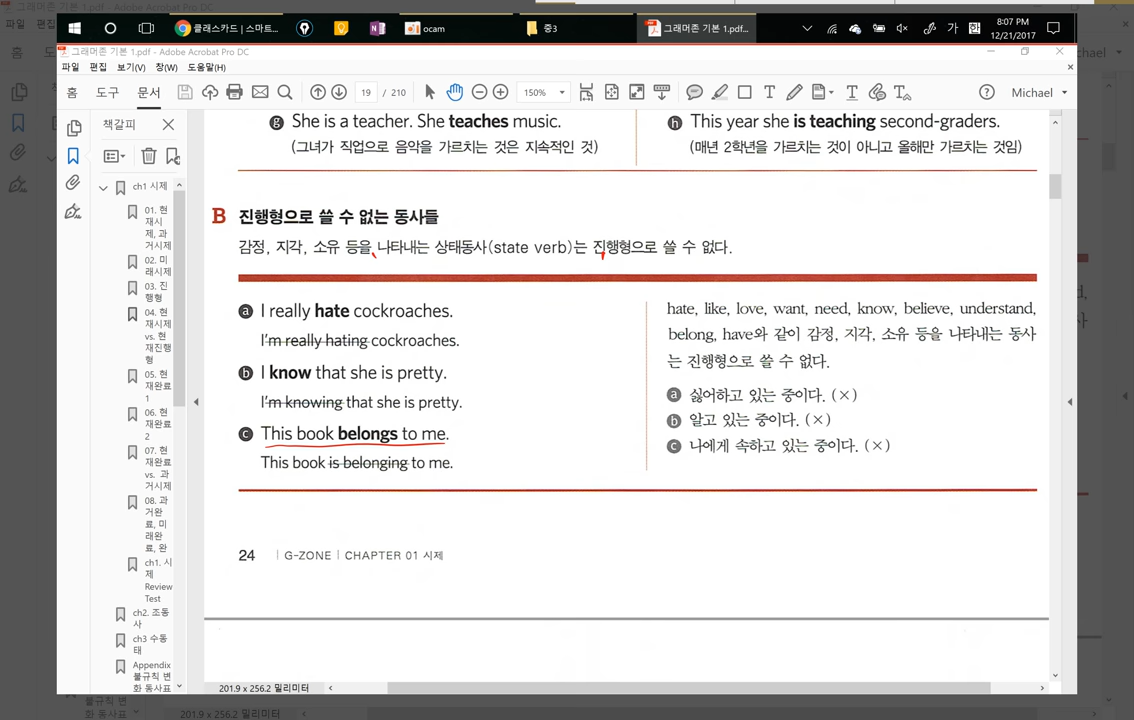 클래스카드 | 스마트...
ocam
중3
그래머존 기본 1.pdf...
가
한
8:07 PM
12/21/2017
그래머존 기본 1.pdf - Adobe Acrobat Pro DC
파일 편집 보기(V) 창(W) 도움말(H)
홈 도구 문서
19 / 210
150%
Michael
책갈피
ch1 시제
01. 현
재시
제, 과
거시제
02. 미
래시제
03. 진
행형
04. 현
재시제
vs. 현
재진행
형
05. 현
재완료
1
06. 현
재완료
2
07. 현
재완료
vs. 과
거시제
08. 과
거완
료, 미
래완
료, 완
ch1. 시
제
Review
Test
ch2. 조동
사
ch3 수동
태
Appendix
불규칙 변
화 동사표
g She is a teacher. She teaches music.
(그녀가 직업으로 음악을 가르치는 것은 지속적인 것)
h This year she is teaching second-graders.
(매년 2학년을 가르치는 것이 아니고 올해만 가르치는 것임)
B 진행형으로 쓸 수 없는 동사들
감정, 지각, 소유 등을 나타내는 상태동사(state verb)는 진행형으로 쓸 수 없다.
a I really hate cockroaches.
I'm really hating cockroaches.
b I know that she is pretty.
I'm knowing that she is pretty.
c This book belongs to me.
This book is belonging to me.
hate, like, love, want, need, know, believe, understand,
belong, have와 같이 감정, 지각, 소유 등을 나타내는 동사
는 진행형으로 쓸 수 없다.
a 싫어하고 있는 중이다. (×)
b 알고 있는 중이다. (×)
c 나에게 속하고 있는 중이다. (×)
24 | G-ZONE | CHAPTER 01 시제
201.9 x 256.2 밀리미터